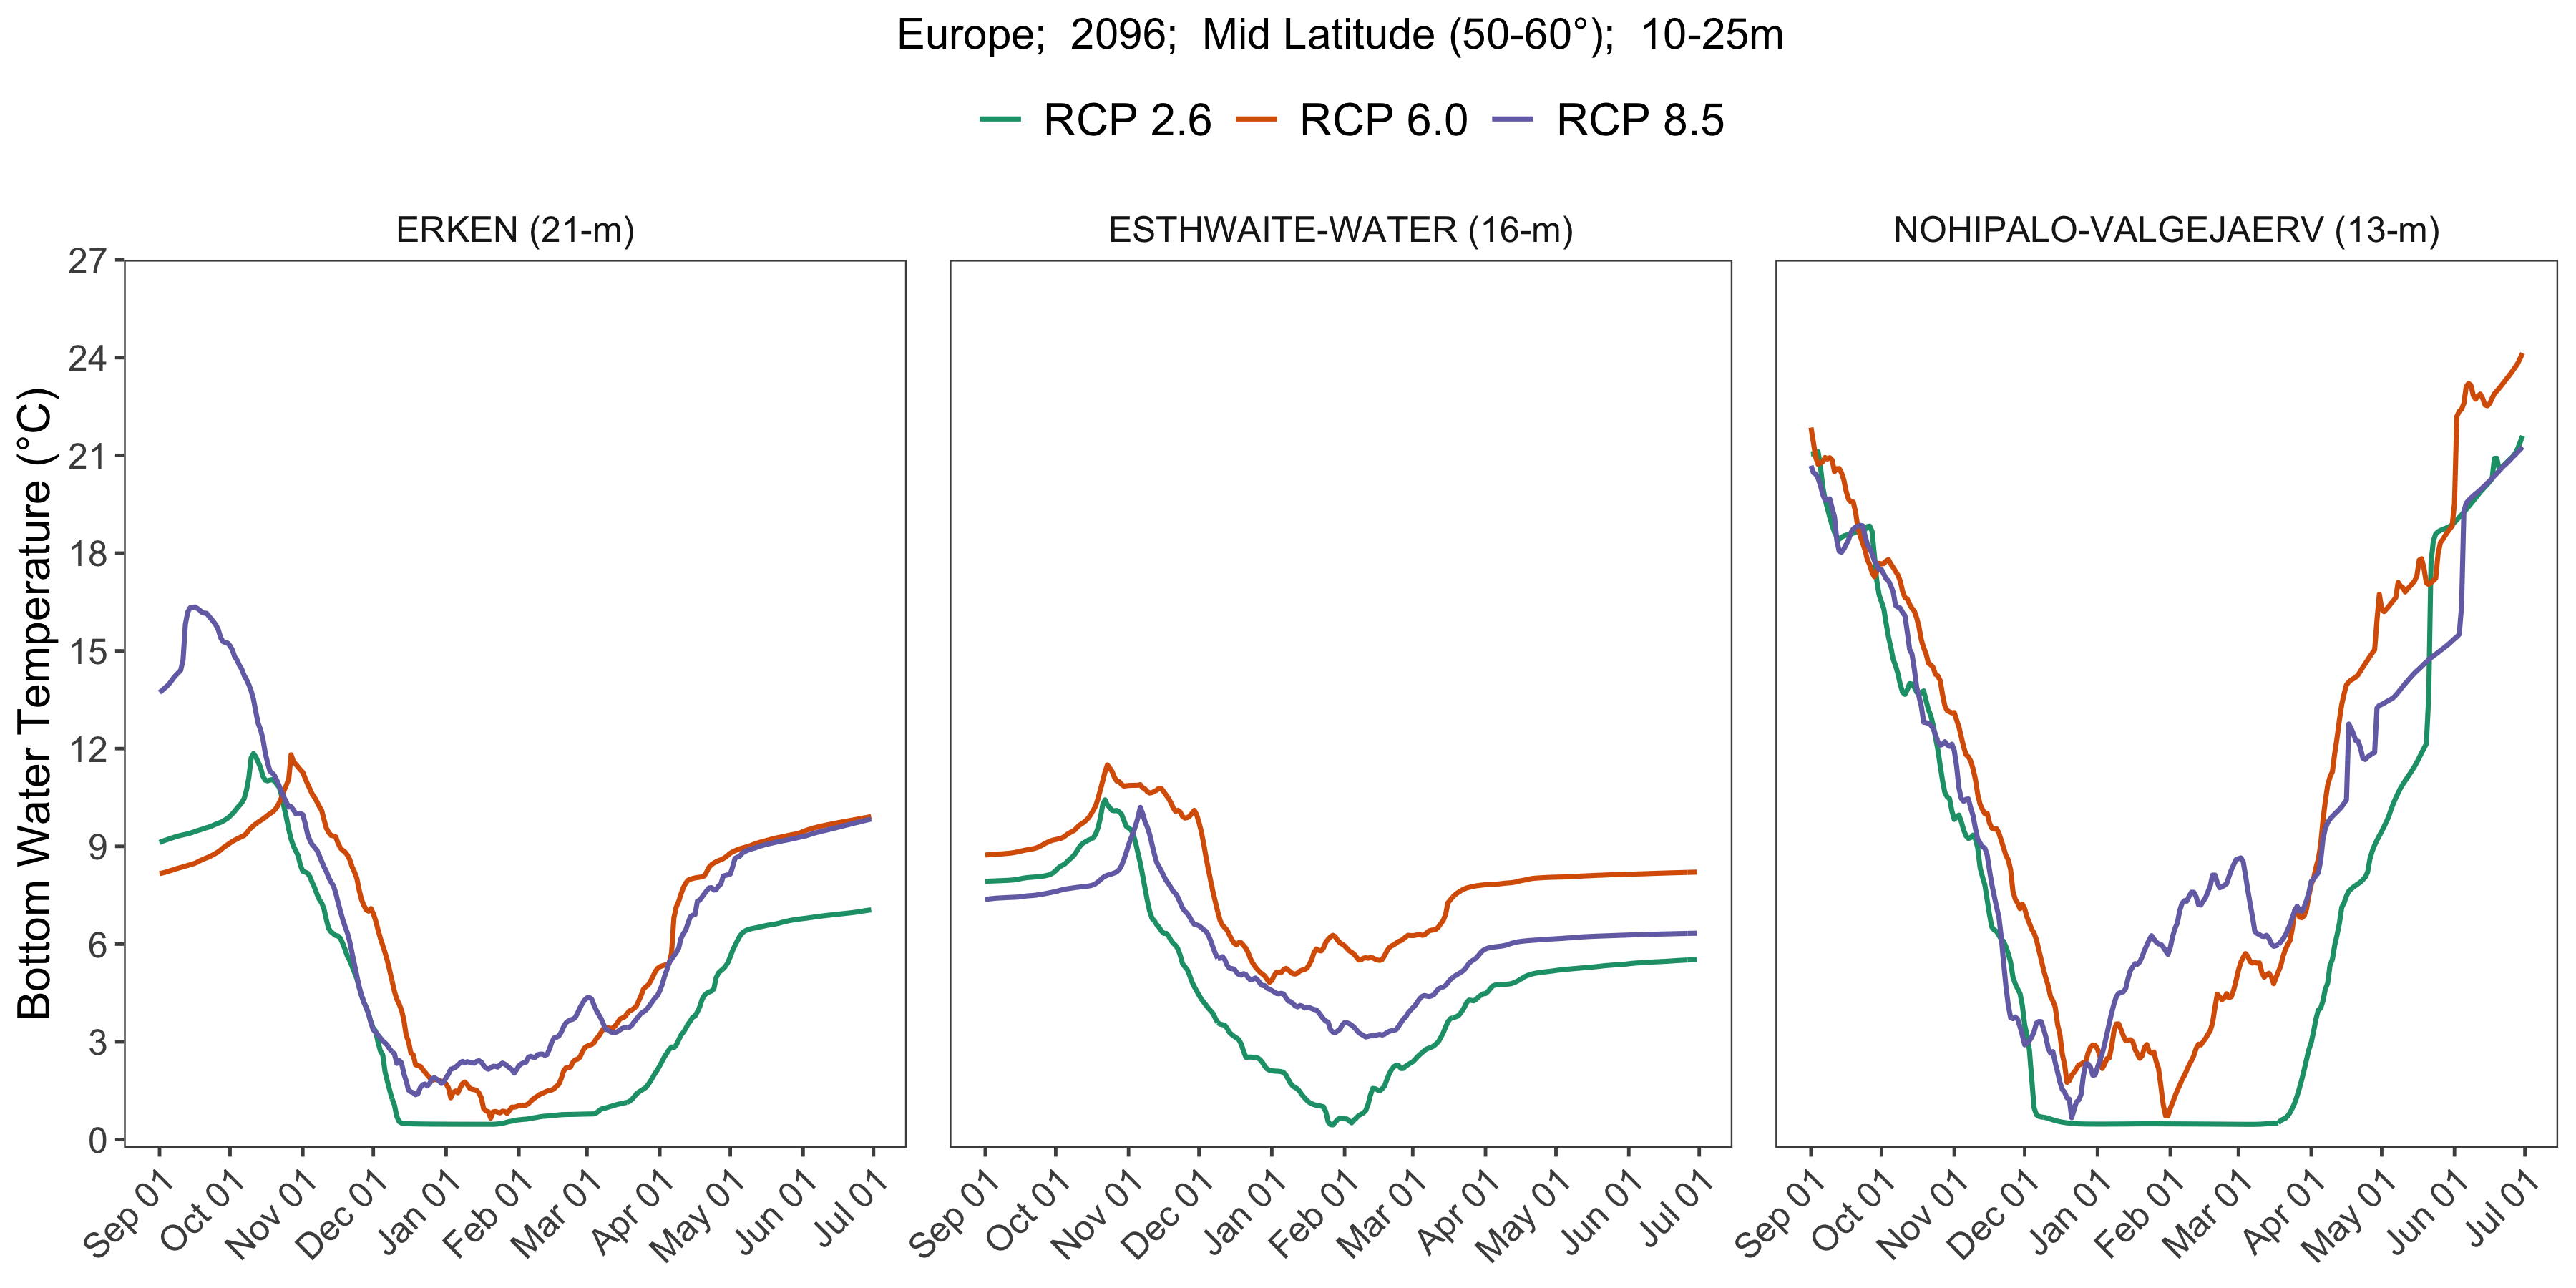 Europe;  2096;  Mid Latitude (50-60°);  10-25m
RCP 2.6 RCP 6.0 RCP 8.5
ERKEN (21-m) ESTHWAITE-WATER (16-m) NOHIPALO-VALGEJAERV (13-m)
Bottom Water Temperature (°C)
27
24
21
18
15
12
9
6
3
0
Sep 01 Oct 01 Nov 01 Dec 01 Jan 01 Feb 01 Mar 01 Apr 01 May 01 Jun 01 Jul 01
Sep 01 Oct 01 Nov 01 Dec 01 Jan 01 Feb 01 Mar 01 Apr 01 May 01 Jun 01 Jul 01
Sep 01 Oct 01 Nov 01 Dec 01 Jan 01 Feb 01 Mar 01 Apr 01 May 01 Jun 01 Jul 01